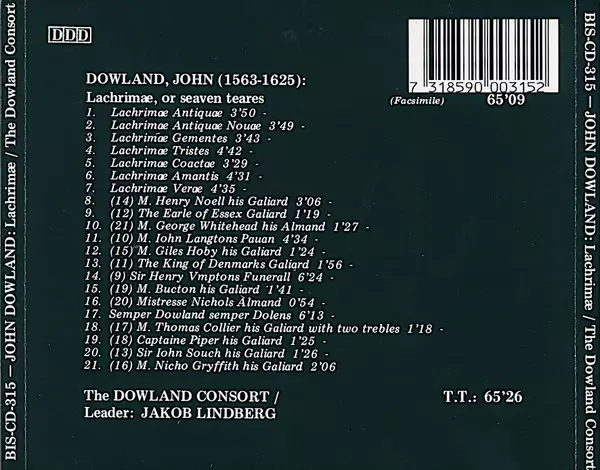 BIS-CD-315 — JOHN DOWLAND: Lachrimæ / The Dowland Consort
DDD
7 318590 003152
(Facsimile) 65'09
DOWLAND, JOHN (1563-1625):
Lachrimæ, or seaven teares
1. Lachrimæ Antiquæ 3'50 -
2. Lachrimæ Antiquæ Nouæ 3'49 -
3. Lachrimæ Gementes 3'43 -
4. Lachrimæ Tristes 4'42 -
5. Lachrimæ Coactæ 3'29 -
6. Lachrimæ Amantis 4'31 -
7. Lachrimæ Veræ 4'35 -
8. (14) M. Henry Noell his Galiard 3'06 -
9. (12) The Earle of Essex Galiard 1'19 -
10. (21) M. George Whitehead his Almand 1'27 -
11. (10) M. Iohn Langtons Pauan 4'34 -
12. (15) M. Giles Hoby his Galiard 1'24 -
13. (11) The King of Denmarks Galiard 1'56 -
14. (9) Sir Henry Vmptons Funerall 6'24 -
15. (19) M. Bucton his Galiard 1'41 -
16. (20) Mistresse Nichols Almand 0'54 -
17. Semper Dowland semper Dolens 6'13 -
18. (17) M. Thomas Collier his Galiard with two trebles 1'18 -
19. (18) Captaine Piper his Galiard 1'25 -
20. (13) Sir Iohn Souch his Galiard 1'26 -
21. (16) M. Nicho Gryffith his Galiard 2'06
The DOWLAND CONSORT /
Leader: JAKOB LINDBERG
T.T.: 65'26
BIS-CD-315 — JOHN DOWLAND: Lachrimæ / The Dowland Consort